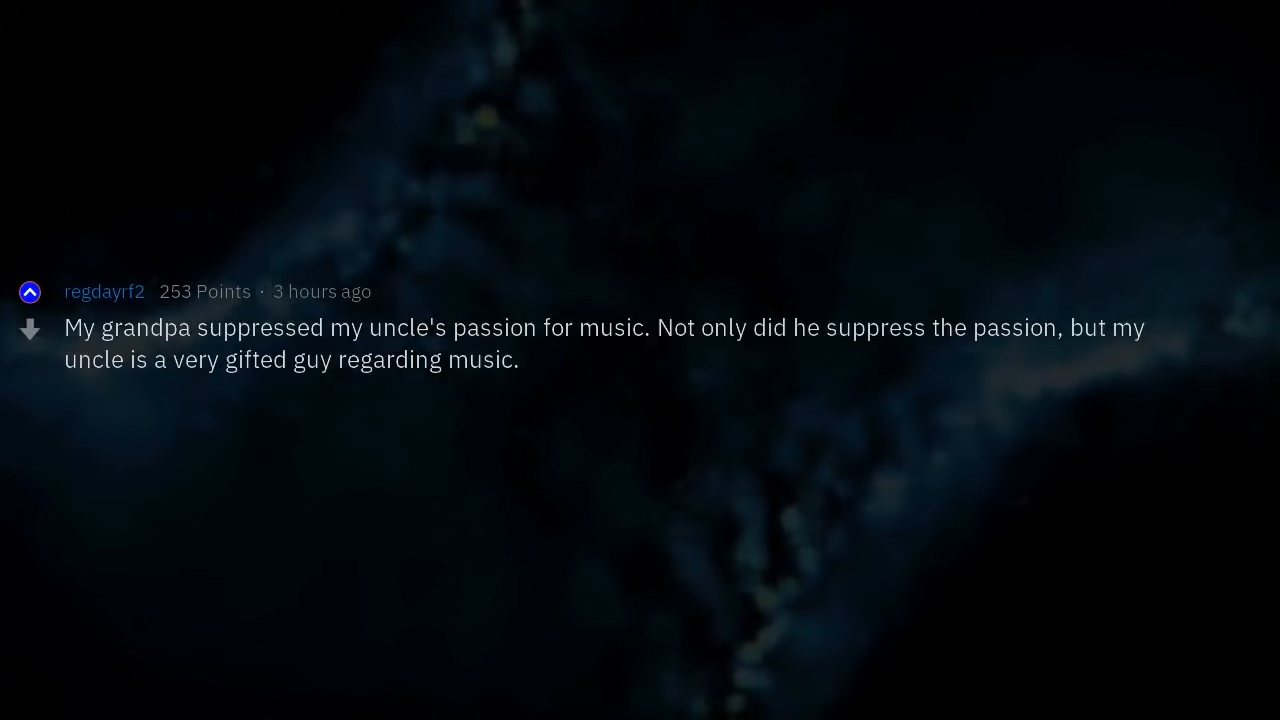 regdayrf2 253 Points · 3 hours ago
My grandpa suppressed my uncle's passion for music. Not only did he suppress the passion, but my
uncle is a very gifted guy regarding music.